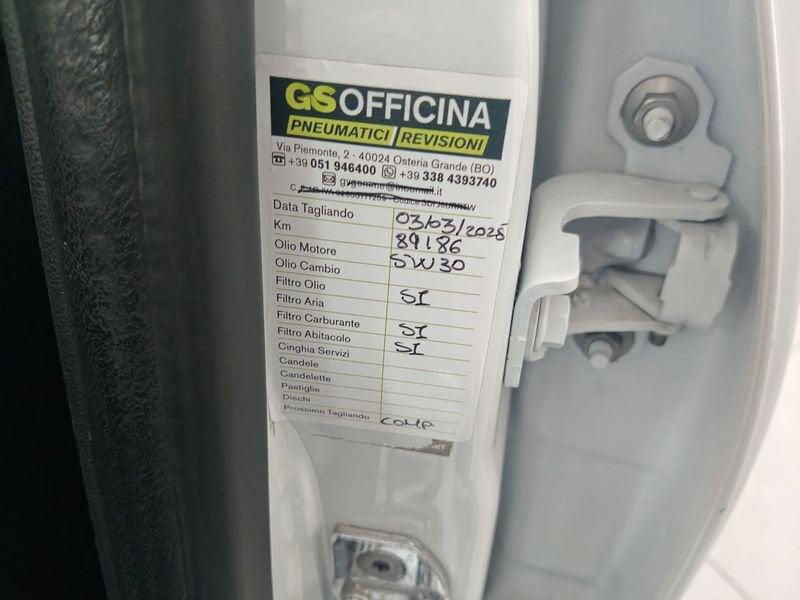 GS OFFICINA
PNEUMATICI REVISIONI
Via Piemonte, 2 - 40024 Osteria Grande (BO)
+39 051 946400 +39 338 4393740
Data Tagliando 03/03/2025
Km 89186
Olio Motore 5W30
Olio Cambio
Filtro Olio SI
Filtro Aria
Filtro Carburante SI
Filtro Abitacolo SI
Cinghia Servizi
Candele
Candelette
Pastiglie
Dischi
Prossimo Tagliando COMP